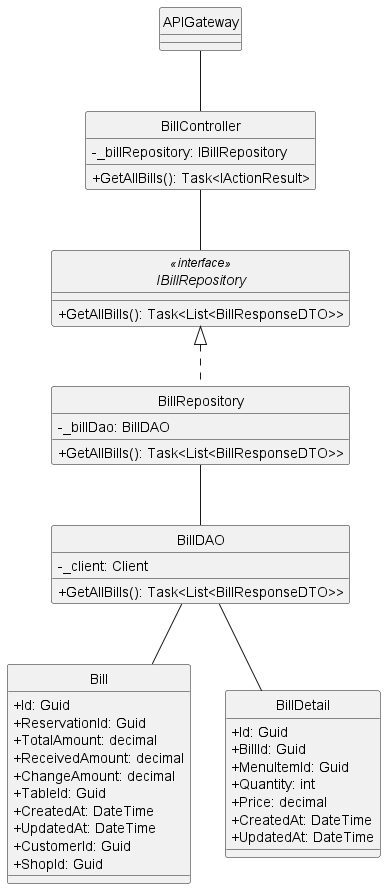 APIGateway
BillController
-_billRepository: IBillRepository
+GetAllBills(): Task<IActionResult>
«interface»
IBillRepository
+GetAllBills(): Task<List<BillResponseDTO>>
BillRepository
-_billDao: BillDAO
+GetAllBills(): Task<List<BillResponseDTO>>
BillDAO
-_client: Client
+GetAllBills(): Task<List<BillResponseDTO>>
Bill
+Id: Guid
+ReservationId: Guid
+TotalAmount: decimal
+ReceivedAmount: decimal
+ChangeAmount: decimal
+TableId: Guid
+CreatedAt: DateTime
+UpdatedAt: DateTime
+CustomerId: Guid
+ShopId: Guid
BillDetail
+Id: Guid
+BillId: Guid
+MenuItemId: Guid
+Quantity: int
+Price: decimal
+CreatedAt: DateTime
+UpdatedAt: DateTime